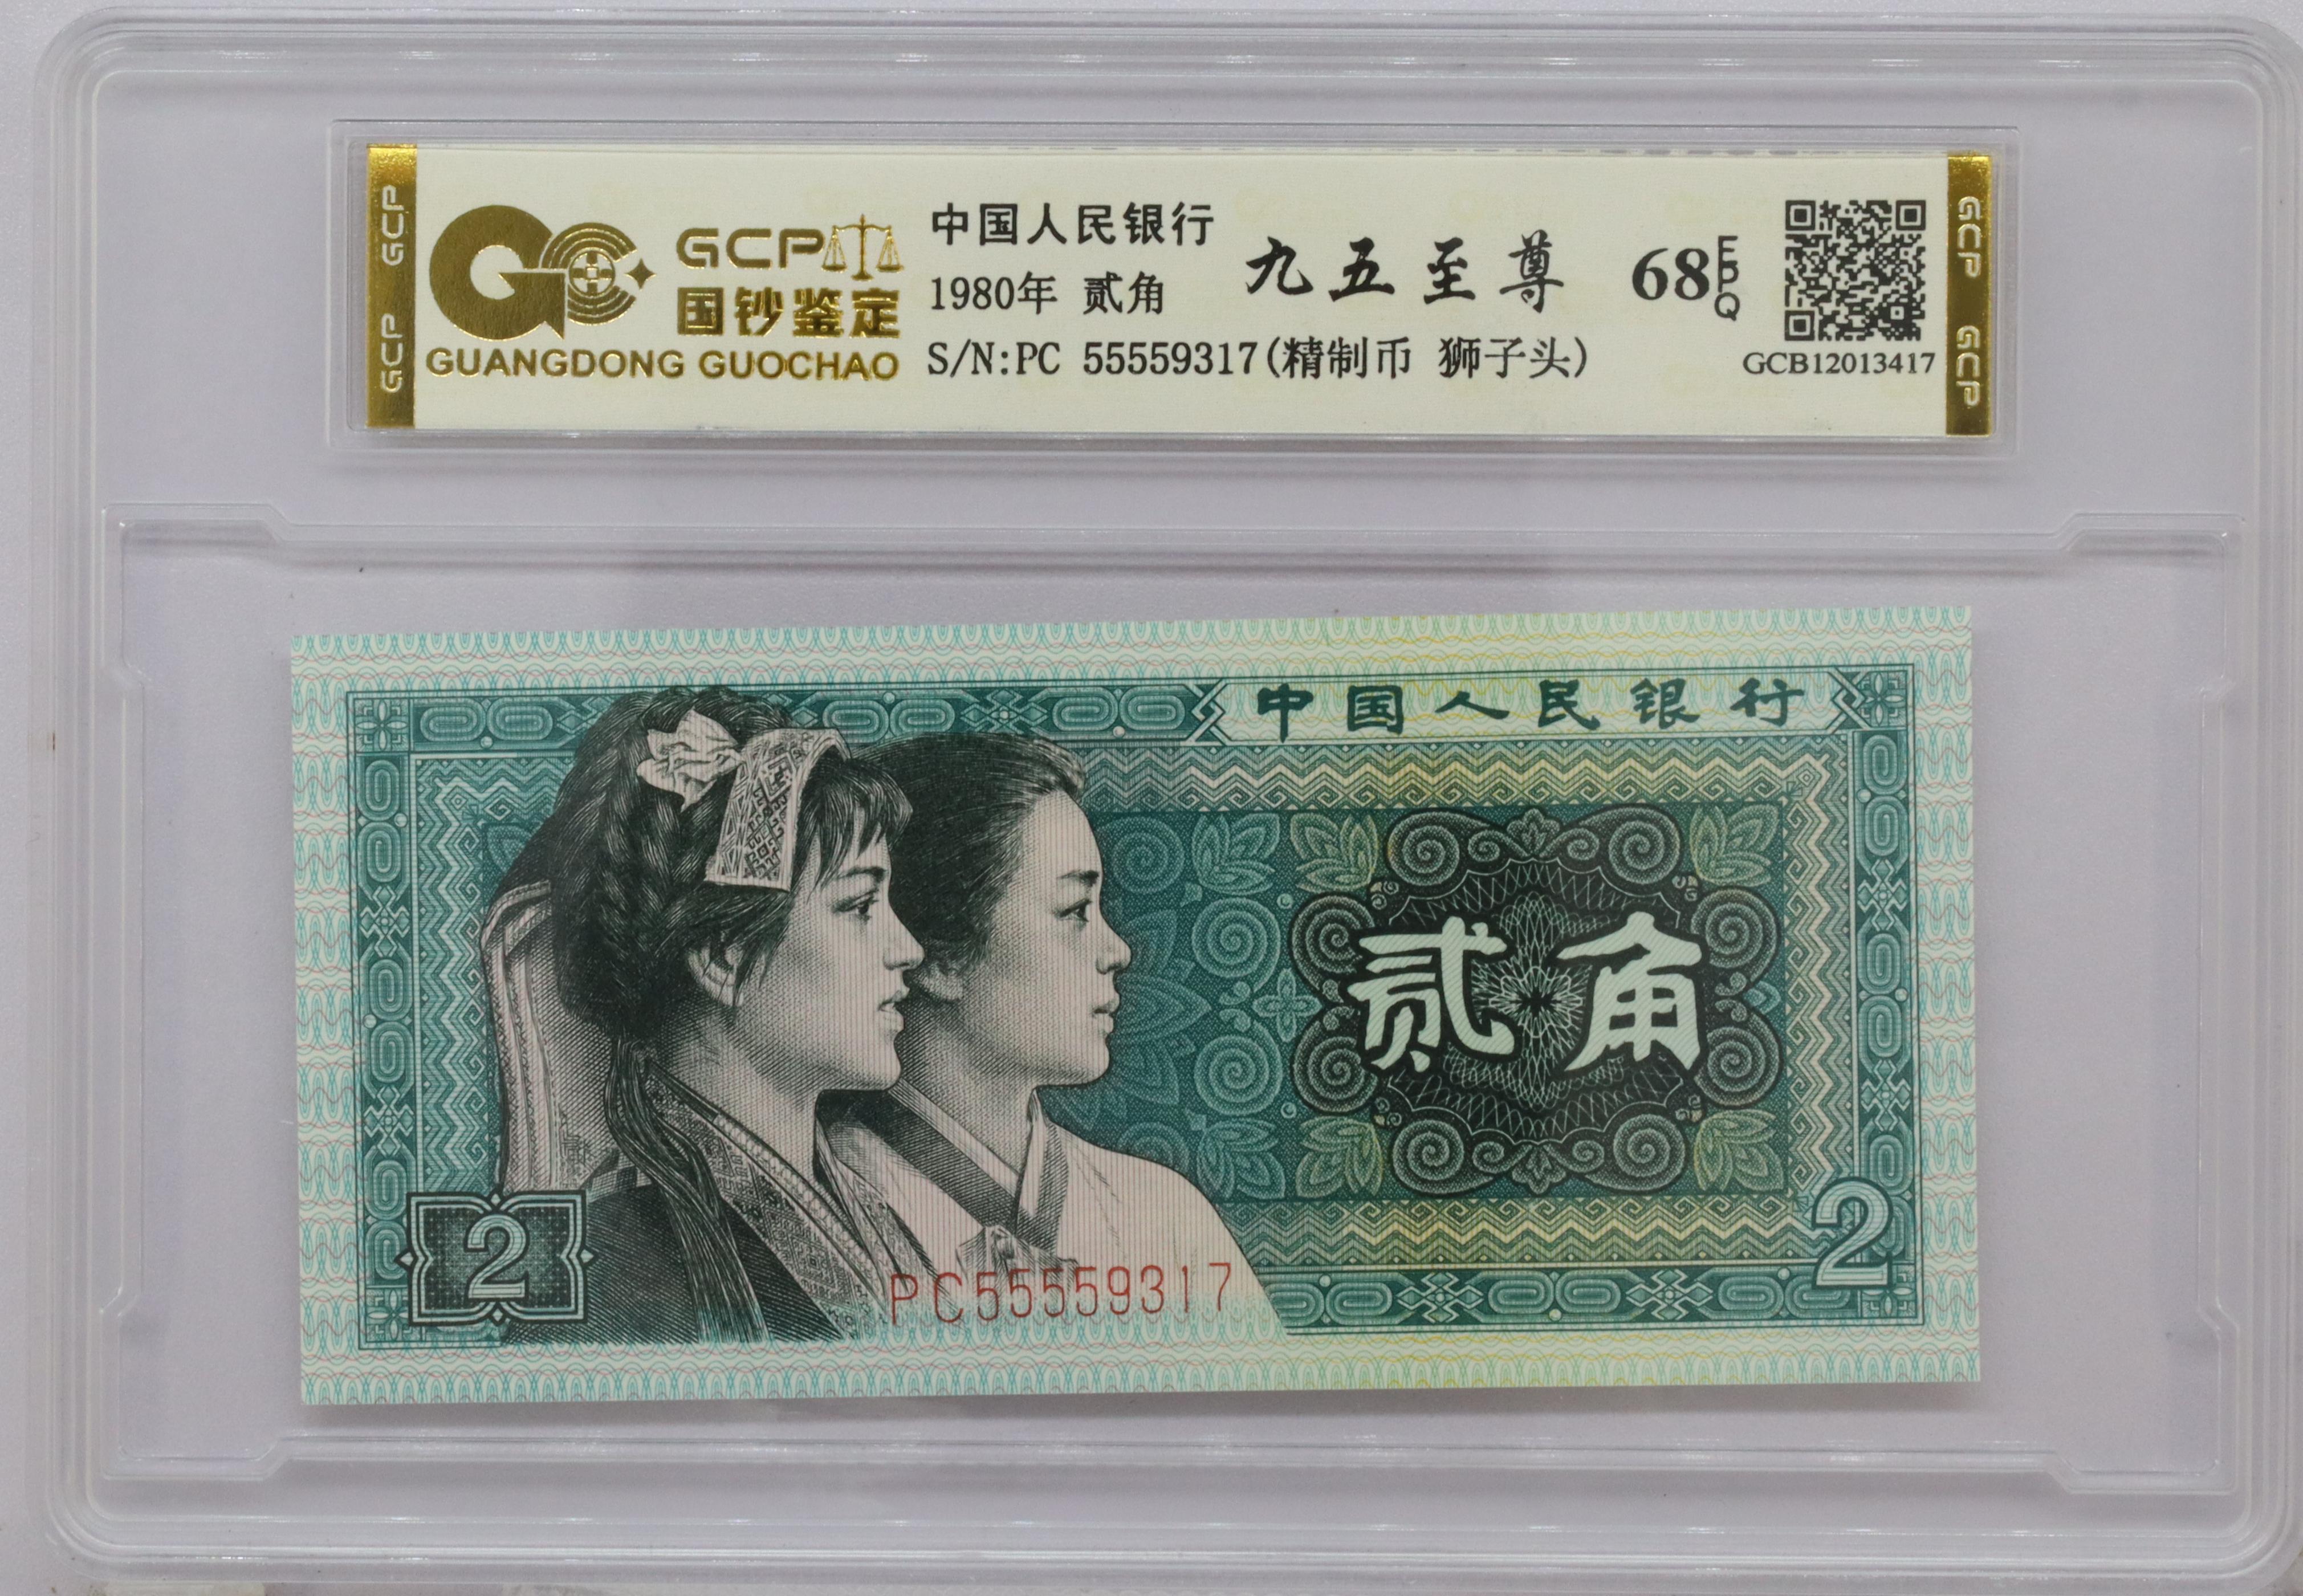 GCP GCP
GCP
国钞鉴定
GUANGDONG GUOCHAO
中国人民银行
1980年 贰角
S/N:PC 55559317(精制币 狮子头)
九五至尊
68 EPQ
GCB12013417
GCP GCP
中国人民银行
贰角
2
2
PC55559317